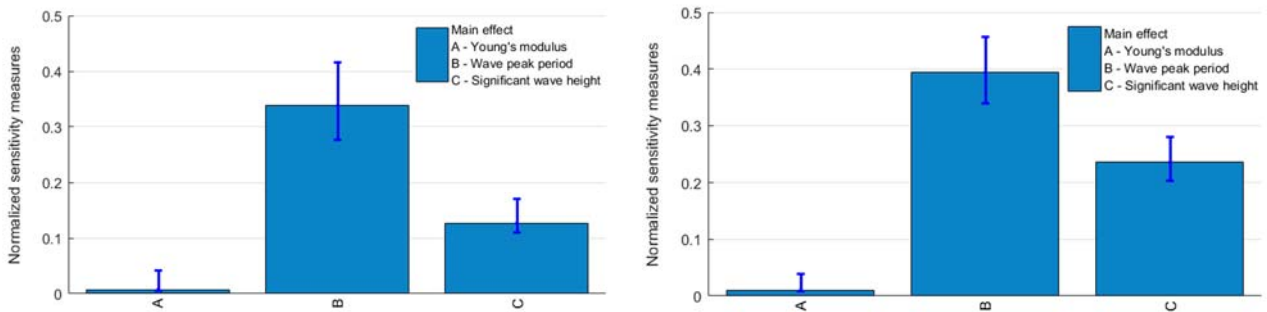 Normalized sensitivity measures
0.5
0.4
0.3
0.2
0.1
0
Main effect
A - Young's modulus
B - Wave peak period
C - Significant wave height
A
B
C
Normalized sensitivity measures
0.5
0.4
0.3
0.2
0.1
0
Main effect
A - Young's modulus
B - Wave peak period
C - Significant wave height
A
B
C